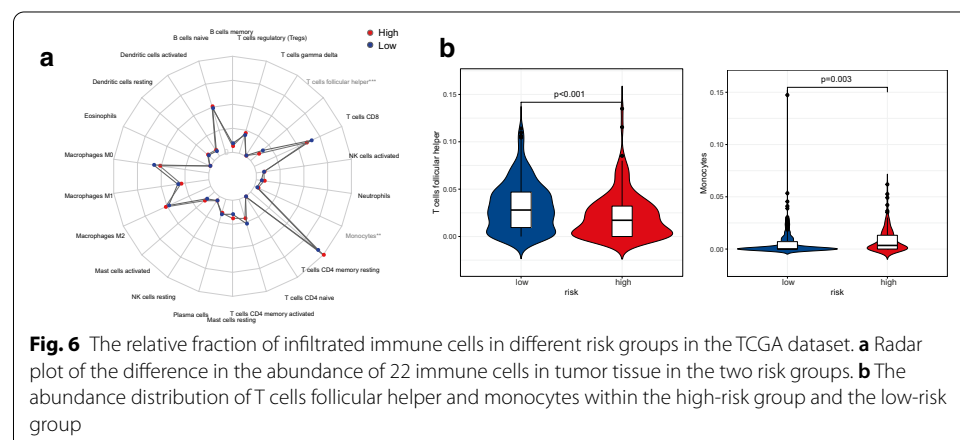 a
B cells memory
B cells naive
T cells regulatory (Tregs)
Dendritic cells activated
T cells gamma delta
Dendritic cells resting
T cells follicular helper***
Eosinophils
T cells CD8
Macrophages M0
NK cells activated
Macrophages M1
Neutrophils
Macrophages M2
Monocytes**
Mast cells activated
T cells CD4 memory resting
NK cells resting
T cells CD4 naive
Plasma cells
T cells CD4 memory activated
Mast cells resting
High
Low
b
p<0.001
T cells follicular helper
0.15
0.10
0.05
0.00
low
high
risk
p=0.003
Monocytes
0.15
0.10
0.05
0.00
low
high
risk
Fig. 6 The relative fraction of infiltrated immune cells in different risk groups in the TCGA dataset. a Radar
plot of the difference in the abundance of 22 immune cells in tumor tissue in the two risk groups. b The
abundance distribution of T cells follicular helper and monocytes within the high-risk group and the low-risk
group